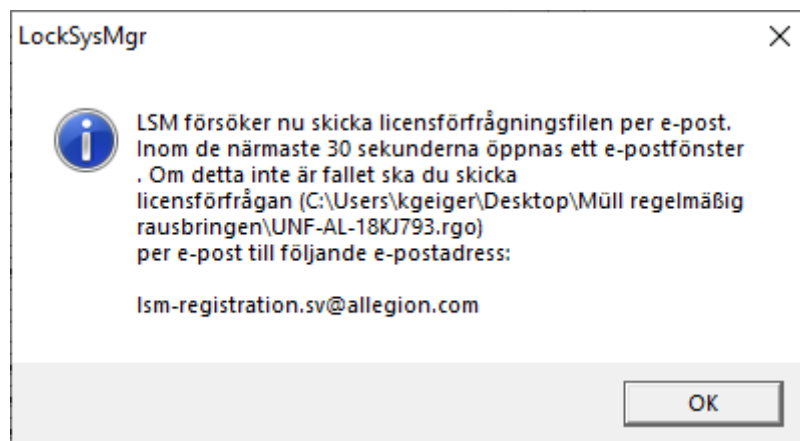 LockSysMgr
LSM försöker nu skicka licensförfrågningsfilen per e-post.
Inom de närmaste 30 sekunderna öppnas ett e-postfönster
. Om detta inte är fallet ska du skicka
licensförfrågan (C:\Users\kgeiger\Desktop\Müll regelmäßig
rausbringen\UNF-AL-18KJ793.rgo)
per e-post till följande e-postadress:
lsm-registration.sv@allegion.com
OK